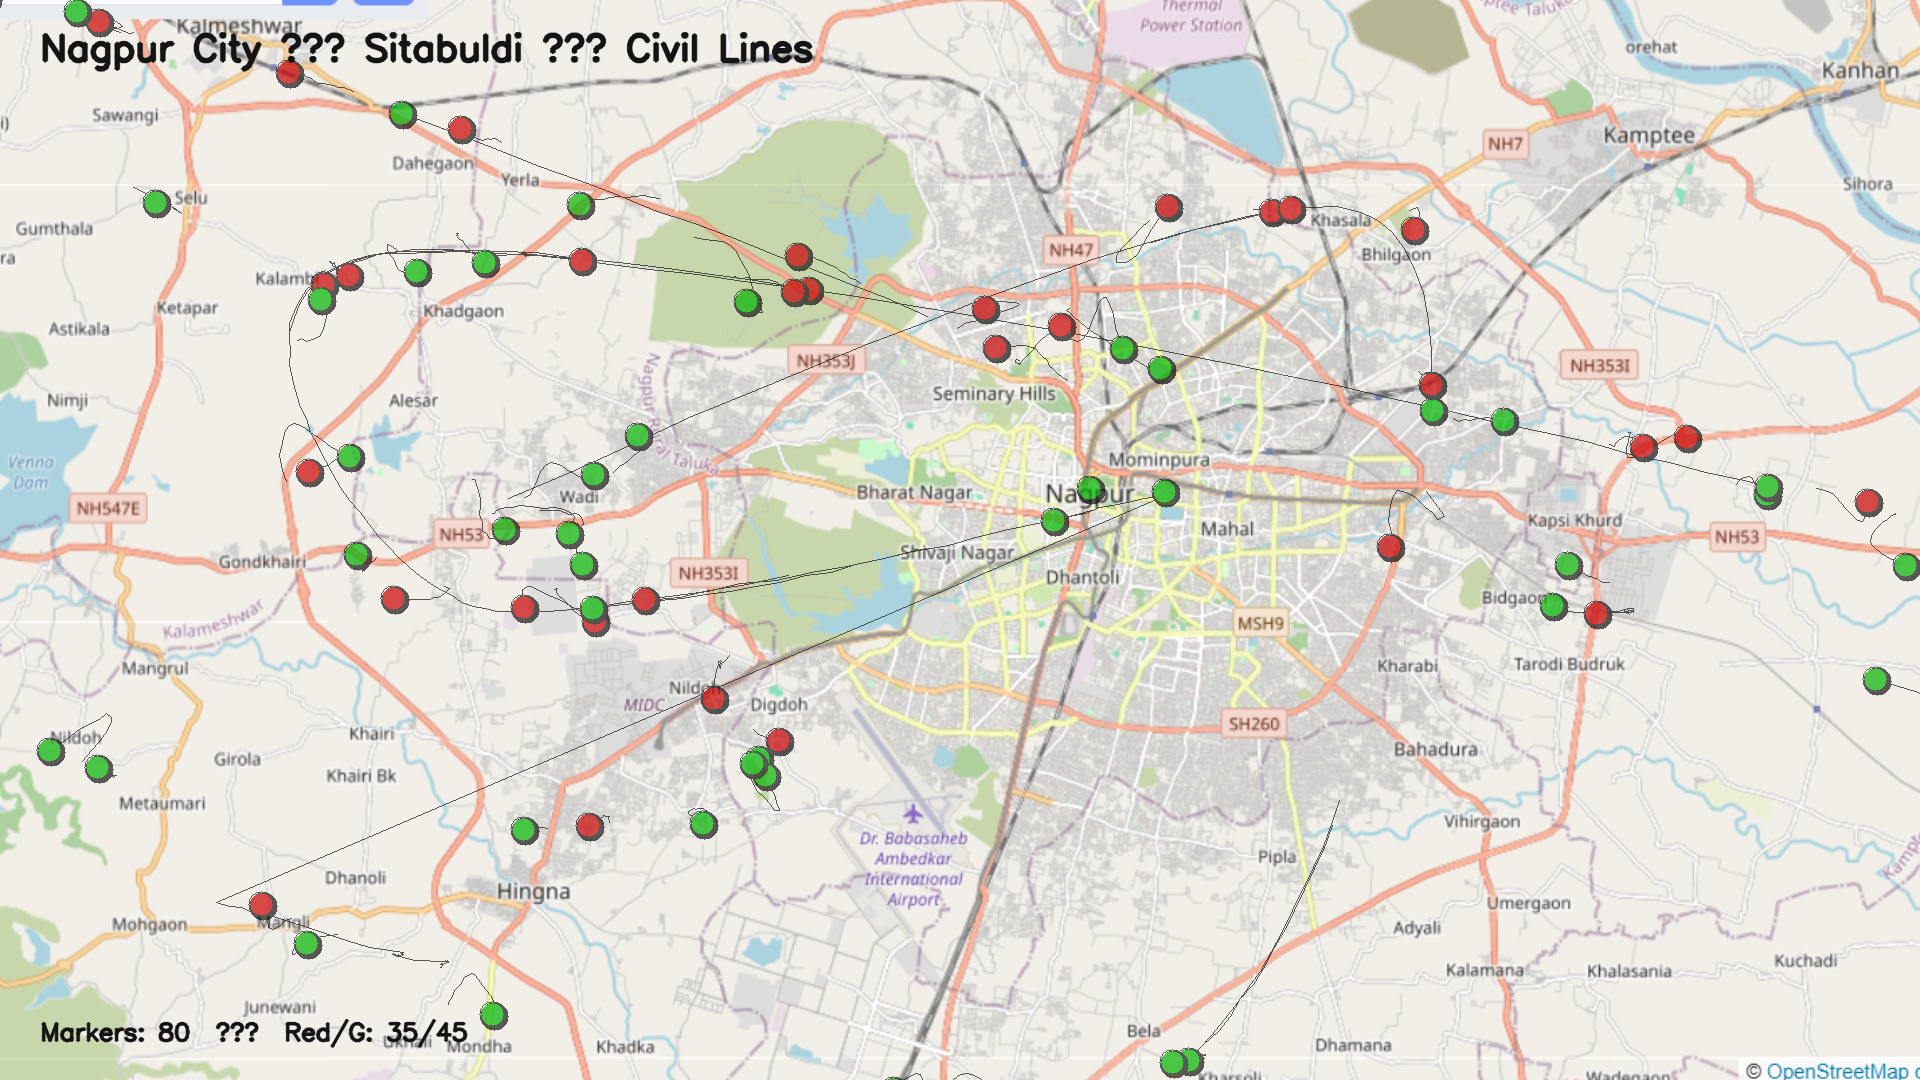 Thermal
Power Station
ptee Taluka
orehat
Kanhan
Kalmeshwar
Nagpur City ??? Sitabuldi ??? Civil Lines
Sawangi
NH7
Kamptee
Dahegaon
Yerla
Selu
Sihora
Gumthala
Khasala
NH47
Bhilgaon
Kalamb
Ketapar
Khadgaon
Astikala
NH353J
NH353I
Nagpur Rural Taluka
Seminary Hills
Nimji
Alesar
Mominpura
Venna
Dam
Wadi
Bharat Nagar
Nagpur
NH547E
NH53
Mahal
Kapsi Khurd
NH53
Gondkhairi
Shivaji Nagar
NH353I
Dhantoli
Bidgaon
Kalameshwar
MSH9
Mangrul
Kharabi
Tarodi Budruk
Nildoh
MIDC
Digdoh
SH260
Nildoh
Khairi
Bahadura
Girola
Khairi Bk
Metaumari
Vihirgaon
Dr. Babasaheb
Ambedkar
International
Airport
Pipla
Dhanoli
Hingna
Umergaon
Mohgaon
Mangli
Adyali
Kalamana
Khalasania
Kuchadi
Junewani
Markers: 80 ??? Red/G: 35/45
Mondha
Khadka
Bela
Dhamana
Kharsoli
Wadegaon
© OpenStreetMap c